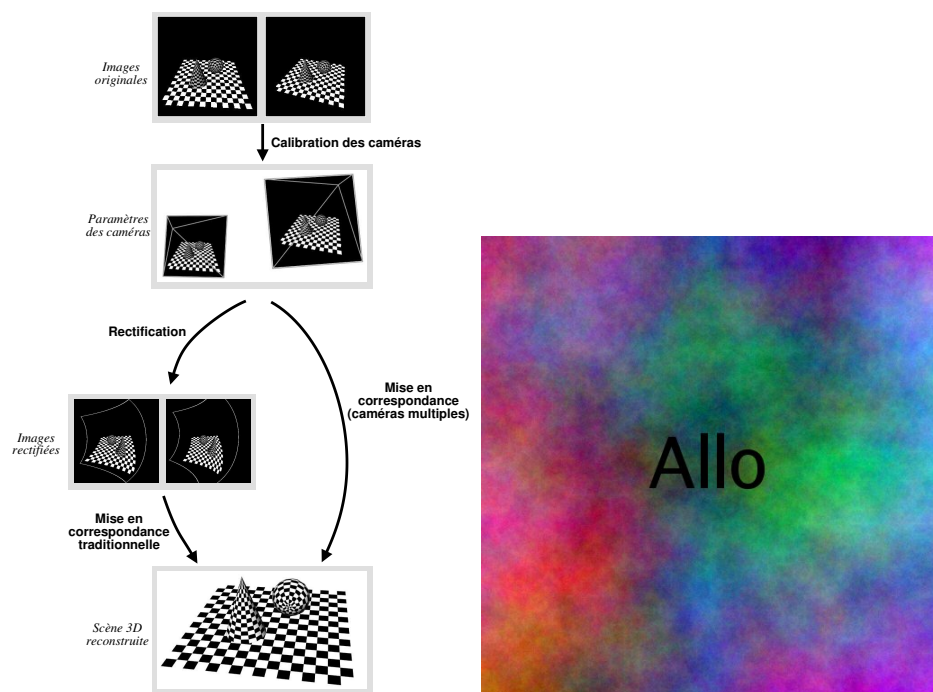 Images
originales
Calibration des caméras
Paramètres
des caméras
Rectification
Mise en
correspondance
(caméras multiples)
Images
rectifiées
Mise en
correspondance
traditionnelle
Scène 3D
reconstruite
Allo